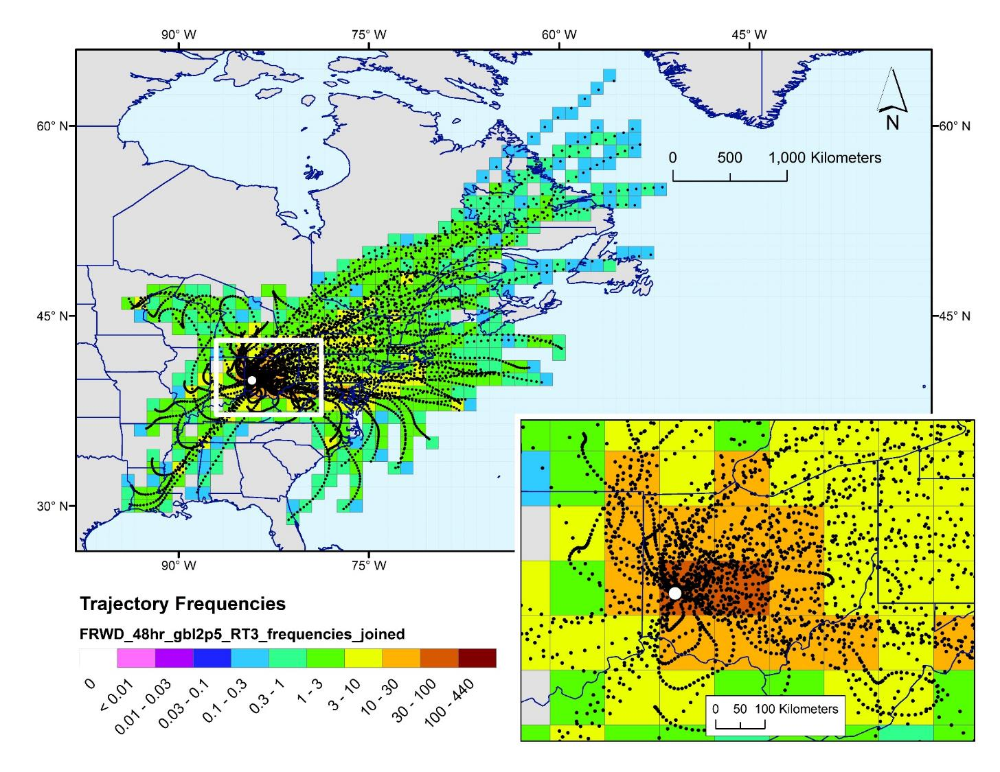 90° W 75° W 60° W 45° W
60° N 60° N
N
0 500 1,000 Kilometers
45° N 45° N
30° N
90° W 75° W
0 50 100 Kilometers
Trajectory Frequencies
FRWD_48hr_gbl2p5_RT3_frequencies_joined
0 < 0.01 0.01 - 0.03 0.03 - 0.1 0.1 - 0.3 0.3 - 1 1 - 3 3 - 10 10 - 30 30 - 100 100 - 440